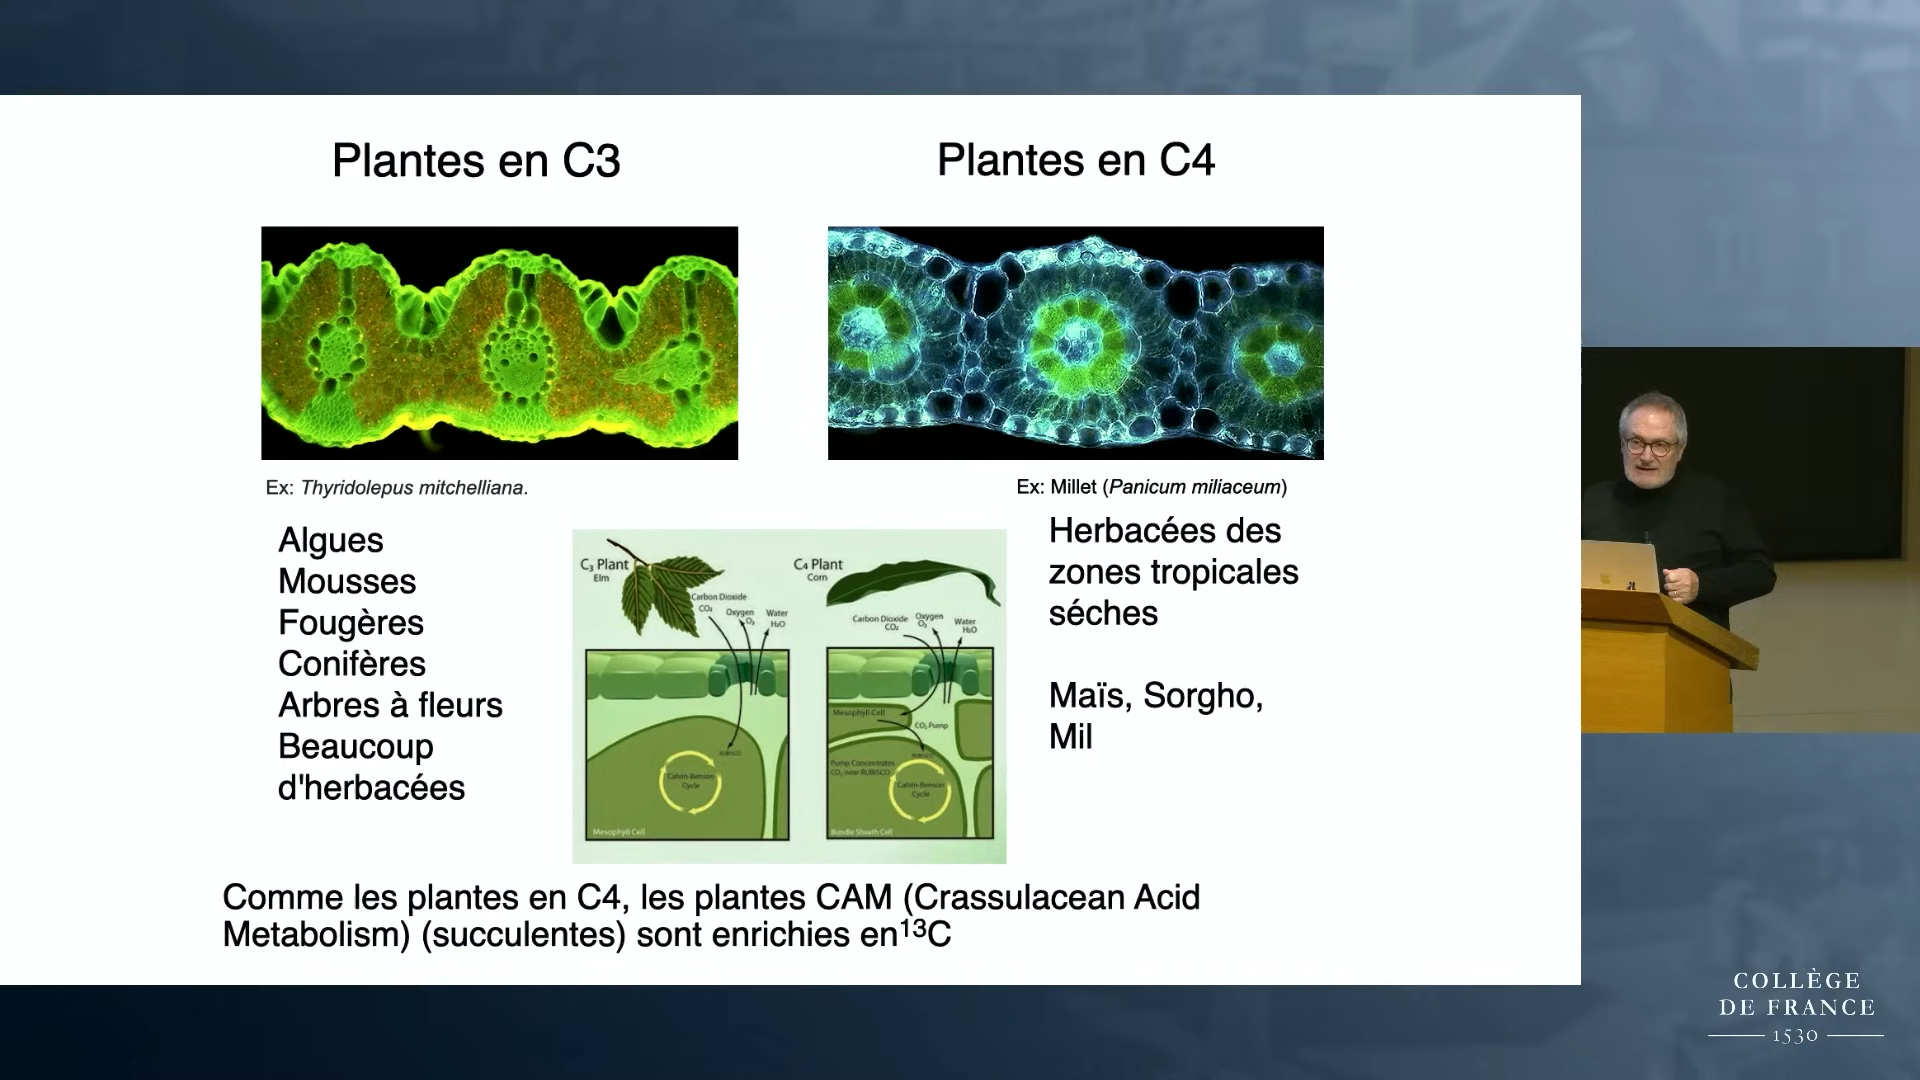 Plantes en C3
Plantes en C4
Ex: Thyridolepus mitchelliana.
Ex: Millet (Panicum miliaceum)
Algues
Mousses
Fougères
Conifères
Arbres à fleurs
Beaucoup
d'herbacées
C₃ Plant
Elm
Carbon Dioxide
CO₂
Oxygen
O₂
Water
H₂O
RUBISCO
Calvin-Benson
Cycle
Mesophyll Cell
C₄ Plant
Corn
Carbon Dioxide
CO₂
Oxygen
O₂
Water
H₂O
Mesophyll Cell
CO₂ Pump
RUBISCO
Pump Concentrates
CO₂ near RUBISCO
Calvin-Benson
Cycle
Bundle Sheath Cell
Herbacées des
zones tropicales
séches
Maïs, Sorgho,
Mil
Comme les plantes en C4, les plantes CAM (Crassulacean Acid
Metabolism) (succulentes) sont enrichies en¹³C
COLLÈGE
DE FRANCE
1530